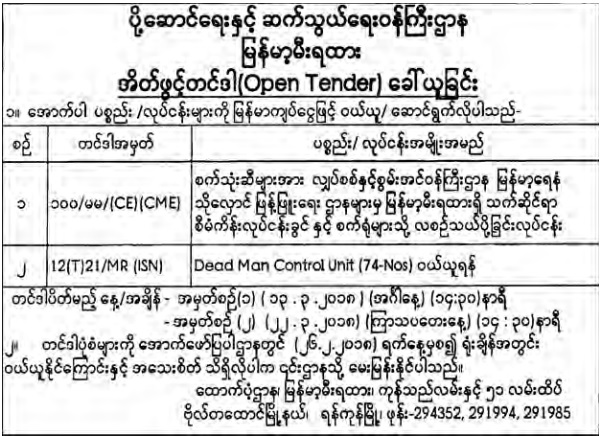 ပို့ဆောင်ရေးနှင့် ဆက်သွယ်ရေးဝန်ကြီးဌာန
မြန်မာ့မီးရထား
အိတ်ဖွင့်တင်ဒါ(Open Tender) ခေါ်ယူခြင်း
၁။ အောက်ပါ ပစ္စည်း /လုပ်ငန်းများကို မြန်မာကျပ်ငွေဖြင့် ဝယ်ယူ/ ဆောင်ရွက်လိုပါသည်-
စဉ် တင်ဒါအမှတ် ပစ္စည်း/ လုပ်ငန်းအမျိုးအမည်
၁ ၁၀၀/မမ/(CE)(CME) စက်သုံးဆီများအား လျှပ်စစ်နှင့်စွမ်းအင်ဝန်ကြီးဌာန မြန်မာ့ရေနံ
သိုလှောင် ဖြန့်ဖြူးရေး ဌာနများမှ မြန်မာ့မီးရထားရှိ သက်ဆိုင်ရာ
စီမံကိန်းလုပ်ငန်းခွင် နှင့် စက်ရုံများသို့ လစဉ်သယ်ပို့ခြင်းလုပ်ငန်း
၂ 12(T)21/MR (ISN) Dead Man Control Unit (74-Nos) ဝယ်ယူရန်
တင်ဒါပိတ်မည့် နေ့/အချိန် - အမှတ်စဉ်(၁) (၁၃.၃.၂၀၁၈) (အင်္ဂါနေ့) (၁၄:၃၀)နာရီ
-အမှတ်စဉ် (၂) (၂၂.၃.၂၀၁၈) (ကြာသပတေးနေ့) (၁၄ : ၃၀)နာရီ
၂။ တင်ဒါပုံစံများကို အောက်ဖော်ပြပါဌာနတွင် (၂၆.၂.၂၀၁၈) ရက်နေ့မှစ၍ ရုံးချိန်အတွင်း
ဝယ်ယူနိုင်ကြောင်းနှင့် အသေးစိတ် သိရှိလိုပါက ၎င်းဌာနသို့ မေးမြန်းနိုင်ပါသည်။
ထောက်ပံ့ဌာန၊ မြန်မာ့မီးရထား၊ ကုန်သည်လမ်းနှင့် ၅၁ လမ်းထိပ်
ဗိုလ်တထောင်မြို့နယ်၊ ရန်ကုန်မြို့၊ ဖုန်း-294352, 291994, 291985